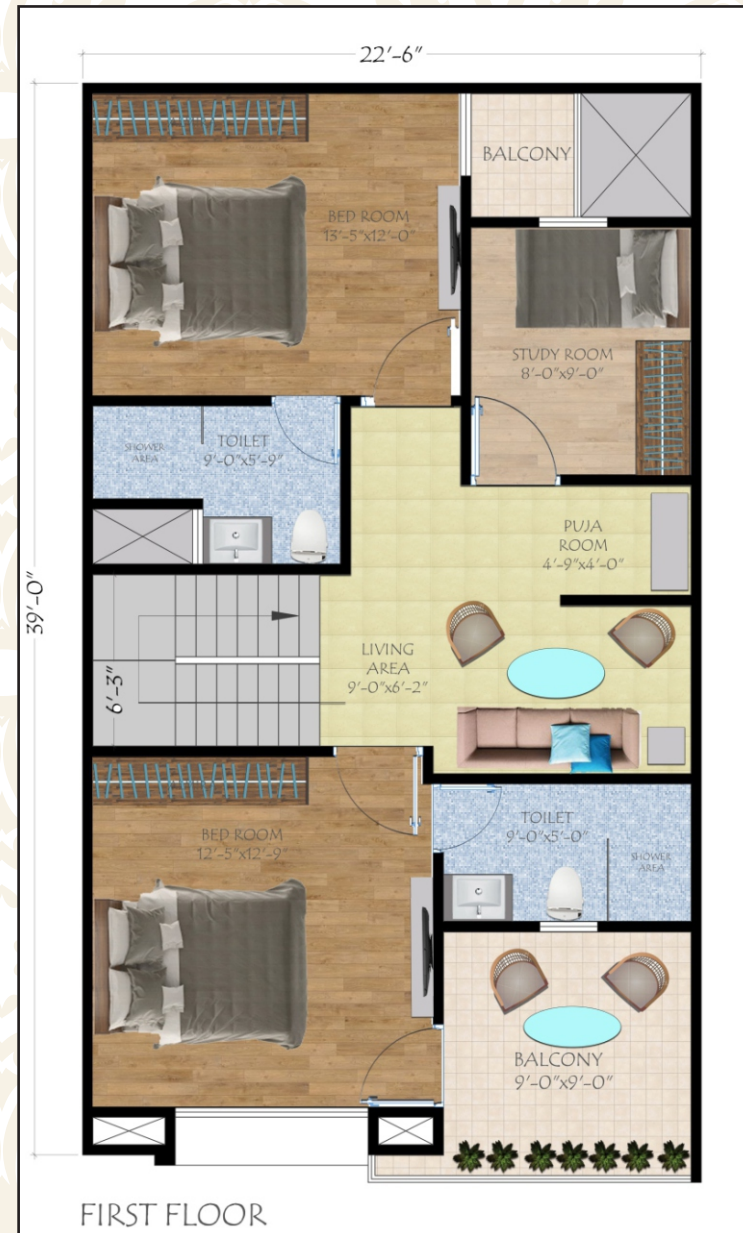 22'-6"
BALCONY
BED ROOM
13'-5"x12'-0"
STUDY ROOM
8'-0"x9'-0"
SHOWER
AREA
TOILET
9'-0"x5'-9"
PUJA
ROOM
4'-9"x4'-0"
39'-0"
6'-3"
LIVING
AREA
9'-0"x6'-2"
BED ROOM
12'-5"x12'-9"
TOILET
9'-0"x5'-0"
SHOWER
AREA
BALCONY
9'-0"x9'-0"
FIRST FLOOR